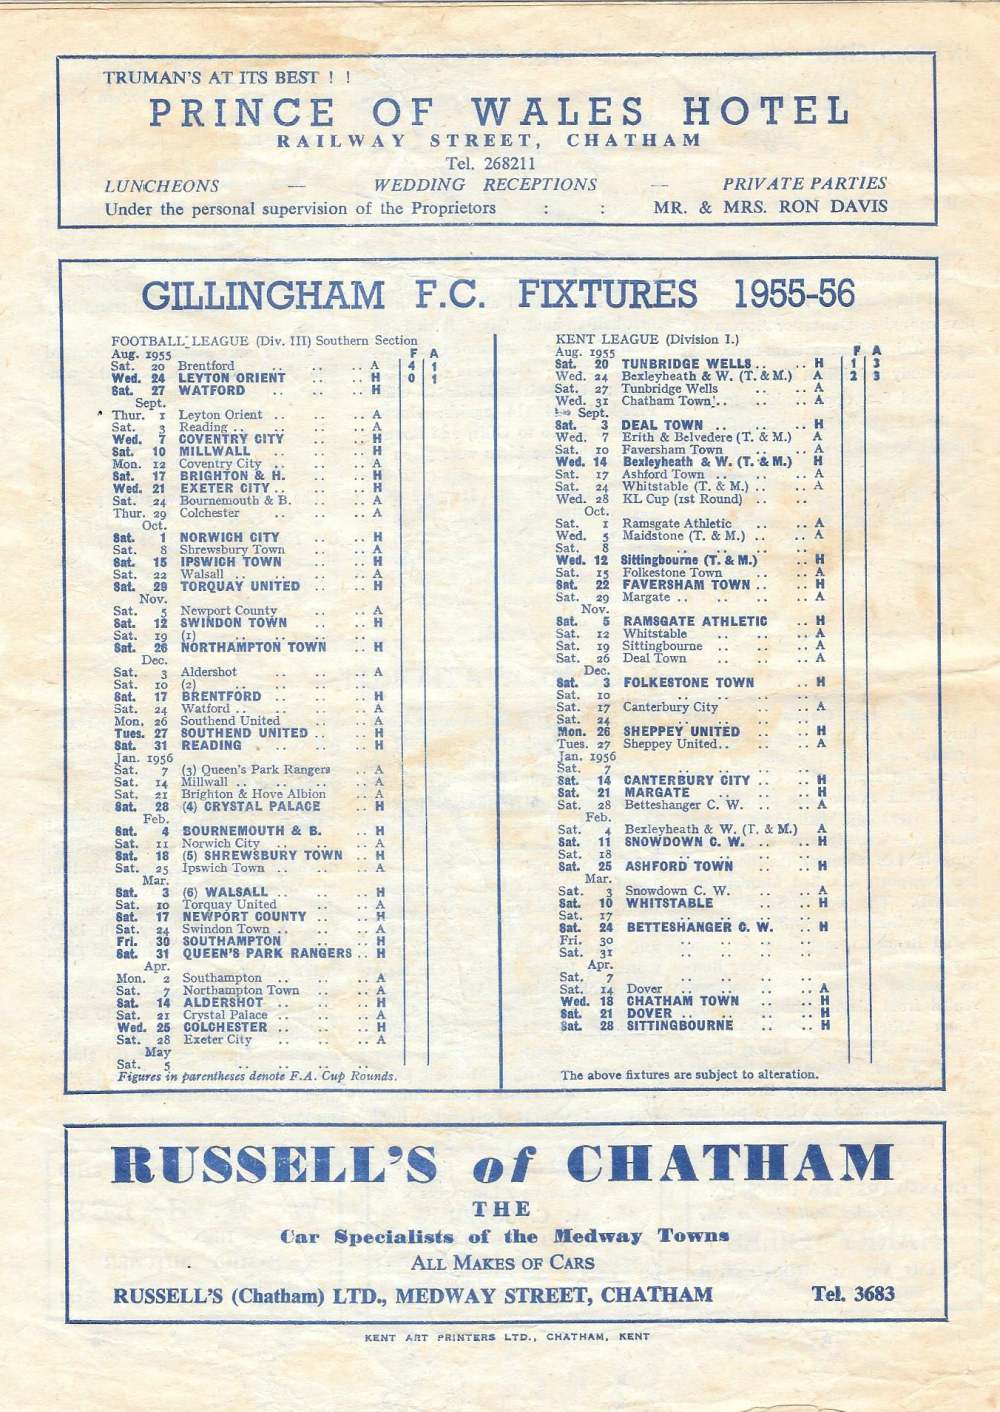 TRUMAN'S AT ITS BEST ! !
PRINCE OF WALES HOTEL
RAILWAY STREET, CHATHAM
Tel. 268211
LUNCHEONS — WEDDING RECEPTIONS — PRIVATE PARTIES
Under the personal supervision of the Proprietors : : MR. & MRS. RON DAVIS
GILLINGHAM F.C. FIXTURES 1955-56
FOOTBALL LEAGUE (Div. III) Southern Section
Aug. 1955 F A
Sat. 20 Brentford .. .. .. A 4 1
Wed. 24 LEYTON ORIENT .. .. H 0 1
Sat. 27 WATFORD .. .. .. H
Sept.
Thur. 1 Leyton Orient .. .. .. A
Sat. 3 Reading .. .. .. .. A
Wed. 7 COVENTRY CITY .. .. H
Sat. 10 MILLWALL .. .. .. H
Mon. 12 Coventry City .. .. .. A
Sat. 17 BRIGHTON & H. .. .. H
Wed. 21 EXETER CITY .. .. .. H
Sat. 24 Bournemouth & B. .. .. A
Thur. 29 Colchester .. .. .. A
Oct.
Sat. 1 NORWICH CITY .. .. H
Sat. 8 Shrewsbury Town .. .. A
Sat. 15 IPSWICH TOWN .. .. H
Sat. 22 Walsall .. .. .. .. A
Sat. 29 TORQUAY UNITED .. .. H
Nov.
Sat. 5 Newport County .. .. A
Sat. 12 SWINDON TOWN .. .. H
Sat. 19 (1) .. .. .. ..
Sat. 26 NORTHAMPTON TOWN .. H
Dec.
Sat. 3 Aldershot .. .. .. A
Sat. 10 (2) .. .. .. ..
Sat. 17 BRENTFORD .. .. .. H
Sat. 24 Watford .. .. .. .. A
Mon. 26 Southend United .. .. A
Tues. 27 SOUTHEND UNITED .. .. H
Sat. 31 READING .. .. .. H
Jan. 1956
Sat. 7 (3) Queen's Park Rangers .. A
Sat. 14 Millwall .. .. .. .. A
Sat. 21 Brighton & Hove Albion .. A
Sat. 28 (4) CRYSTAL PALACE .. H
Feb.
Sat. 4 BOURNEMOUTH & B. .. H
Sat. 11 Norwich City .. .. .. A
Sat. 18 (5) SHREWSBURY TOWN .. H
Sat. 25 Ipswich Town .. .. .. A
Mar.
Sat. 3 (6) WALSALL .. .. .. H
Sat. 10 Torquay United .. .. A
Sat. 17 NEWPORT COUNTY .. .. H
Sat. 24 Swindon Town .. .. .. A
Fri. 30 SOUTHAMPTON .. .. H
Sat. 31 QUEEN'S PARK RANGERS .. H
Apr.
Mon. 2 Southampton .. .. .. A
Sat. 7 Northampton Town .. .. A
Sat. 14 ALDERSHOT .. .. .. H
Sat. 21 Crystal Palace .. .. .. A
Wed. 25 COLCHESTER .. .. .. H
Sat. 28 Exeter City .. .. .. A
May
Sat. 5 .. .. .. ..
Figures in parentheses denote F.A. Cup Rounds.
KENT LEAGUE (Division I.)
Aug. 1955 F A
Sat. 20 TUNBRIDGE WELLS .. .. H 1 3
Wed. 24 Bexleyheath & W. (T. & M.) A 2 3
Sat. 27 Tunbridge Wells .. .. A
Wed. 31 Chatham Town .. .. .. A
Sept.
Sat. 3 DEAL TOWN .. .. .. H
Wed. 7 Erith & Belvedere (T. & M.) A
Sat. 10 Faversham Town .. .. A
Wed. 14 Bexleyheath & W. (T. & M.) H
Sat. 17 Ashford Town .. .. .. A
Sat. 24 Whitstable (T. & M.) .. .. A
Wed. 28 KL Cup (1st Round) .. ..
Oct.
Sat. 1 Ramsgate Athletic .. .. A
Wed. 5 Maidstone (T. & M.) .. .. A
Sat. 8 .. .. .. ..
Wed. 12 Sittingbourne (T. & M.) .. H
Sat. 15 Folkestone Town .. .. A
Sat. 22 FAVERSHAM TOWN .. .. H
Sat. 29 Margate .. .. .. .. A
Nov.
Sat. 5 RAMSGATE ATHLETIC .. H
Sat. 12 Whitstable .. .. .. A
Sat. 19 Sittingbourne .. .. .. A
Sat. 26 Deal Town .. .. .. A
Dec.
Sat. 3 FOLKESTONE TOWN .. H
Sat. 10 .. .. .. ..
Sat. 17 Canterbury City .. .. A
Sat. 24 .. .. .. ..
Mon. 26 SHEPPEY UNITED .. .. H
Tues. 27 Sheppey United .. .. .. A
Jan. 1956
Sat. 7 .. .. .. ..
Sat. 14 CANTERBURY CITY .. .. H
Sat. 21 MARGATE .. .. .. H
Sat. 28 Betteshanger C. W. .. .. A
Feb.
Sat. 4 Bexleyheath & W. (T. & M.) A
Sat. 11 SNOWDOWN C. W. .. .. H
Sat. 18 .. .. .. ..
Sat. 25 ASHFORD TOWN .. .. H
Mar.
Sat. 3 Snowdown C. W. .. .. A
Sat. 10 WHITSTABLE .. .. H
Sat. 17 .. .. .. ..
Sat. 24 BETTESHANGER C. W. .. H
Fri. 30 .. .. .. ..
Sat. 31 .. .. .. ..
Apr.
Sat. 7 .. .. .. ..
Sat. 14 Dover .. .. .. .. A
Wed. 18 CHATHAM TOWN .. .. H
Sat. 21 DOVER .. .. .. .. H
Sat. 28 SITTINGBOURNE .. .. H
The above fixtures are subject to alteration.
RUSSELL'S of CHATHAM
THE
Car Specialists of the Medway Towns
ALL MAKES OF CARS
RUSSELL'S (Chatham) LTD., MEDWAY STREET, CHATHAM Tel. 3683
KENT ART PRINTERS LTD., CHATHAM, KENT